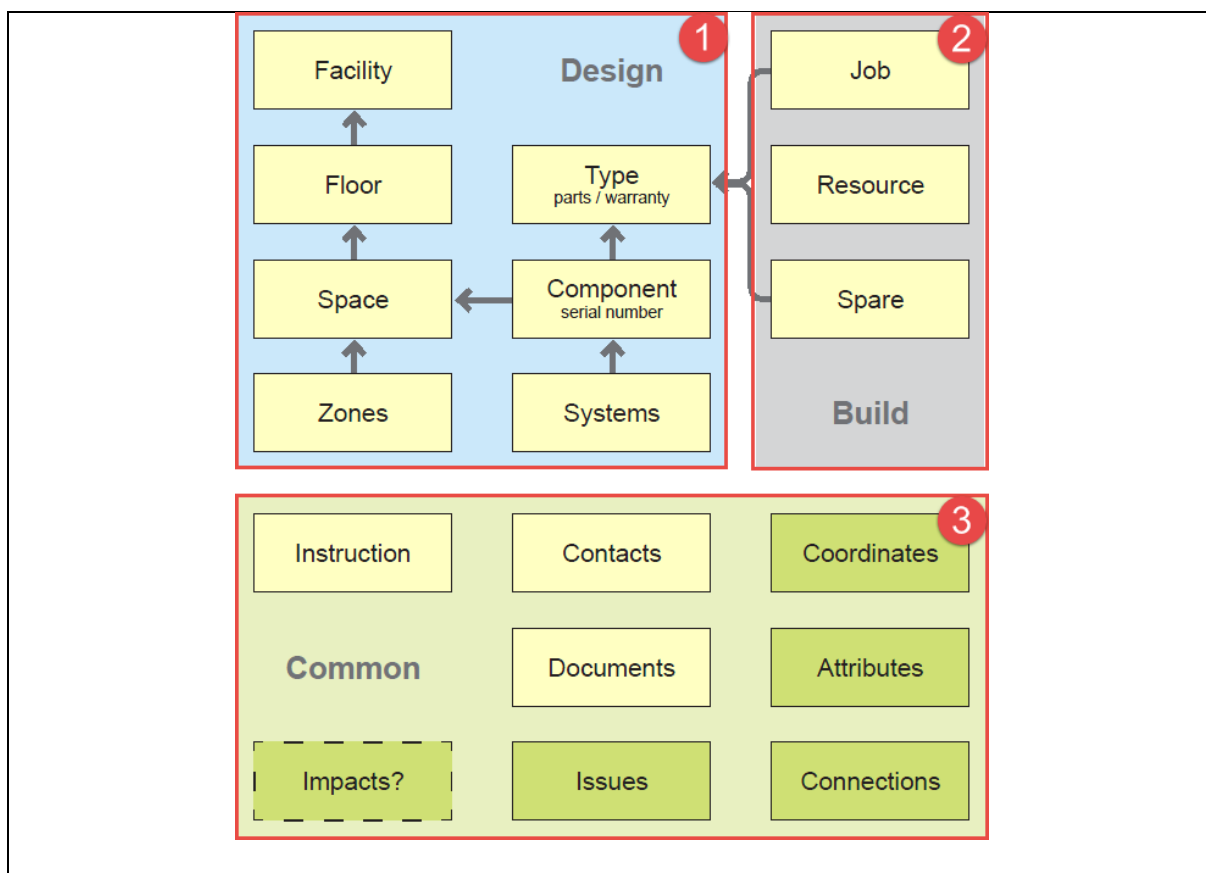 1
2
Facility
Design
Job
Floor
Type
parts / warranty
Resource
Space
Component
serial number
Spare
Zones
Systems
Build
3
Instruction
Contacts
Coordinates
Common
Documents
Attributes
Impacts?
Issues
Connections